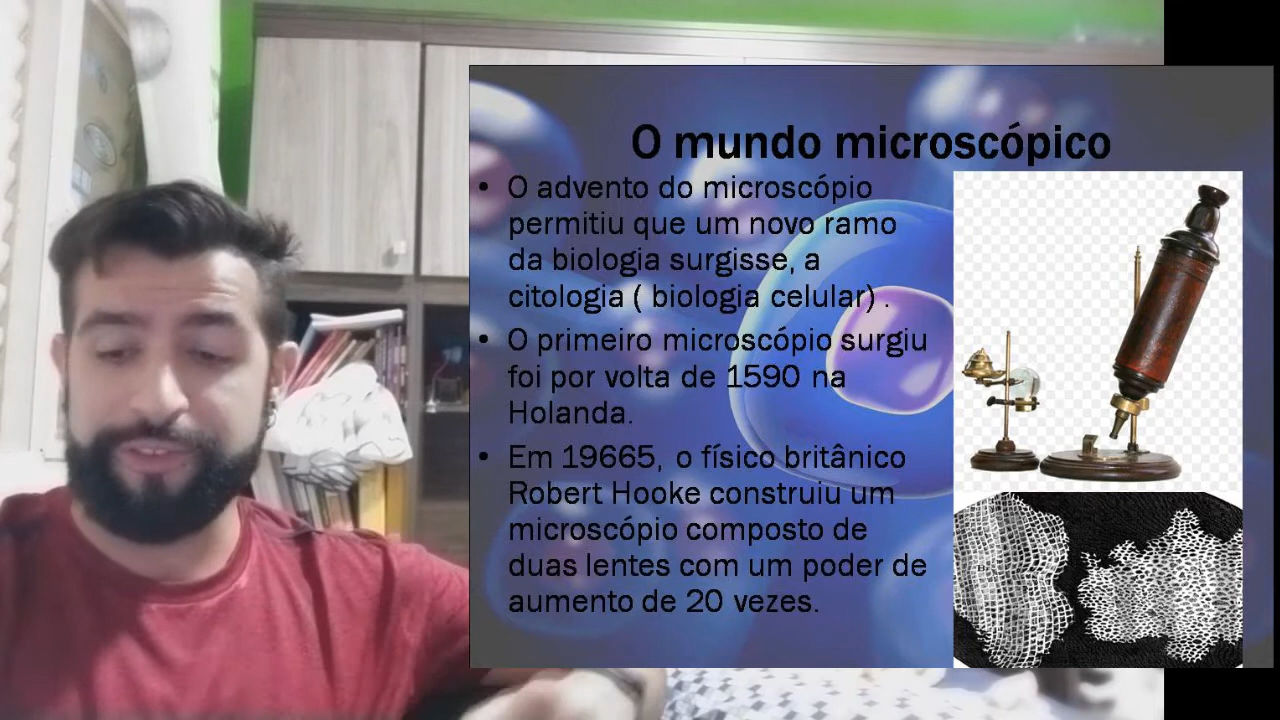 O mundo microscópico
• O advento do microscópio
permitiu que um novo ramo
da biologia surgisse, a
citologia ( biologia celular) .
• O primeiro microscópio surgiu
foi por volta de 1590 na
Holanda.
• Em 19665, o físico britânico
Robert Hooke construiu um
microscópio composto de
duas lentes com um poder de
aumento de 20 vezes.